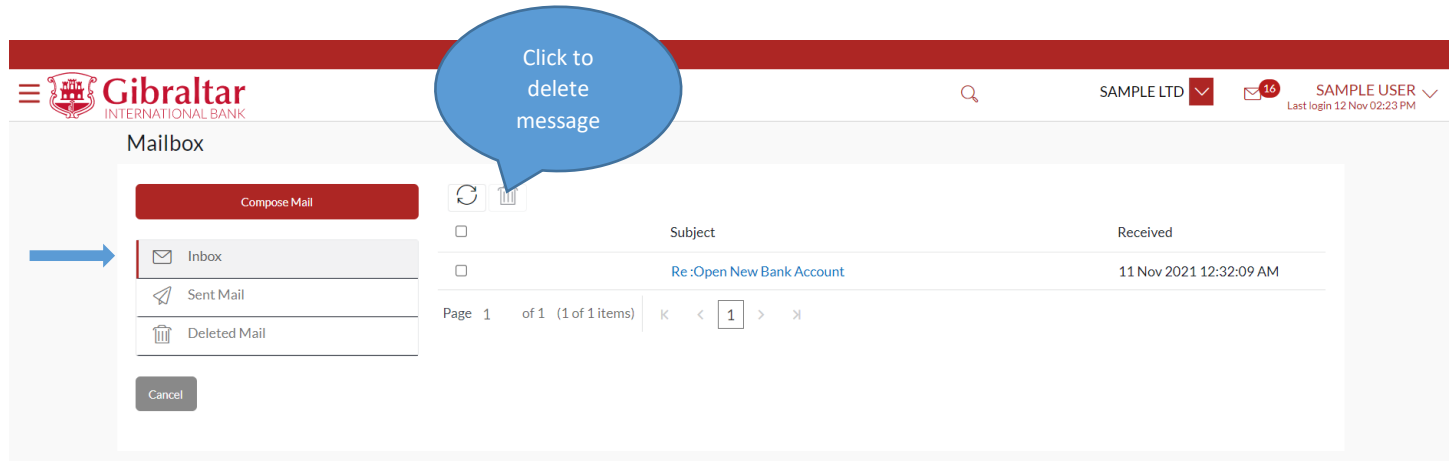 Click to
delete
message
Gibraltar
INTERNATIONAL BANK
SAMPLE LTD
16
SAMPLE USER
Last login 12 Nov 02:23 PM
Mailbox
Compose Mail
Inbox
Sent Mail
Deleted Mail
Cancel
Subject Received
Re :Open New Bank Account 11 Nov 2021 12:32:09 AM
Page 1 of 1 (1 of 1 items) K < 1 > >|